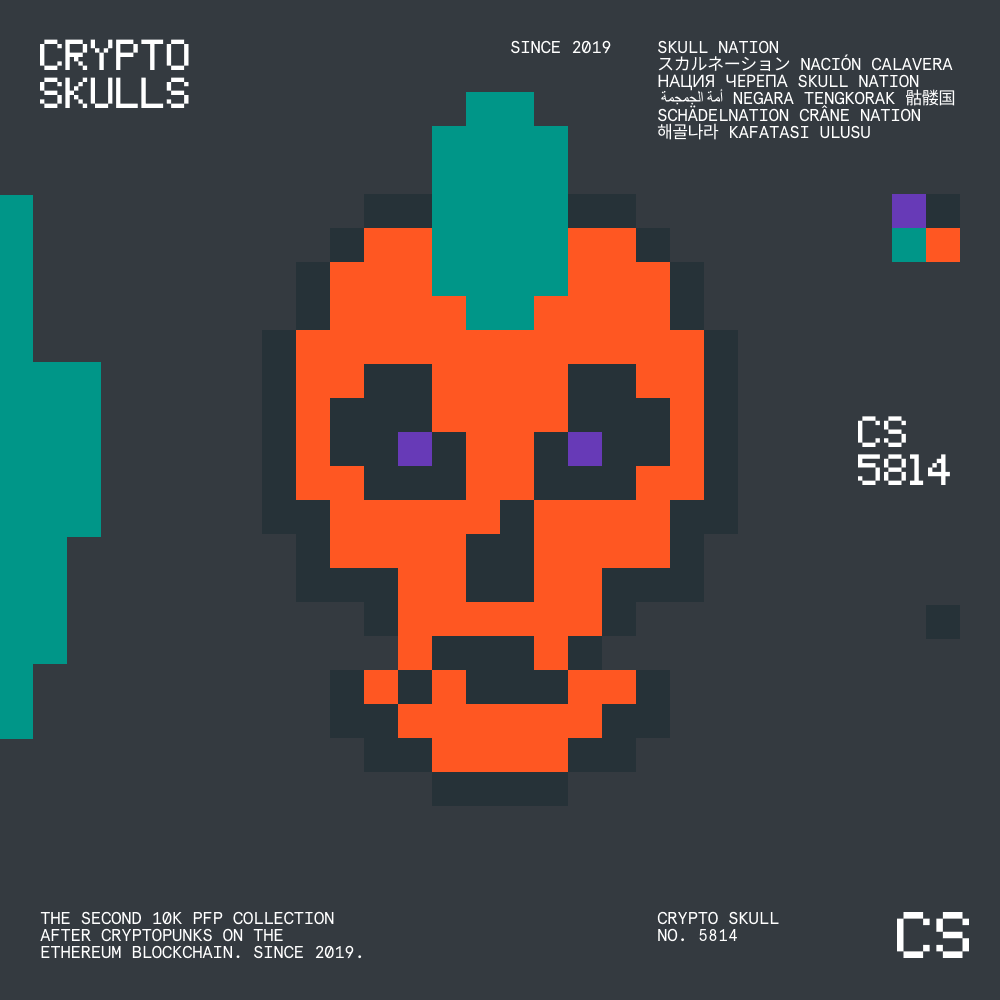 CRYPTO
SKULLS
SINCE 2019
SKULL NATION
スカルネーション NACIÓN CALAVERA
НАЦИЯ ЧЕРЕПА SKULL NATION
أمة الجمجمة NEGARA TENGKORAK 骷髅国
SCHÄDELNATION CRÂNE NATION
해골나라 KAFATASI ULUSU
CS
5814
THE SECOND 10K PFP COLLECTION
AFTER CRYPTOPUNKS ON THE
ETHEREUM BLOCKCHAIN. SINCE 2019.
CRYPTO SKULL
NO. 5814
CS